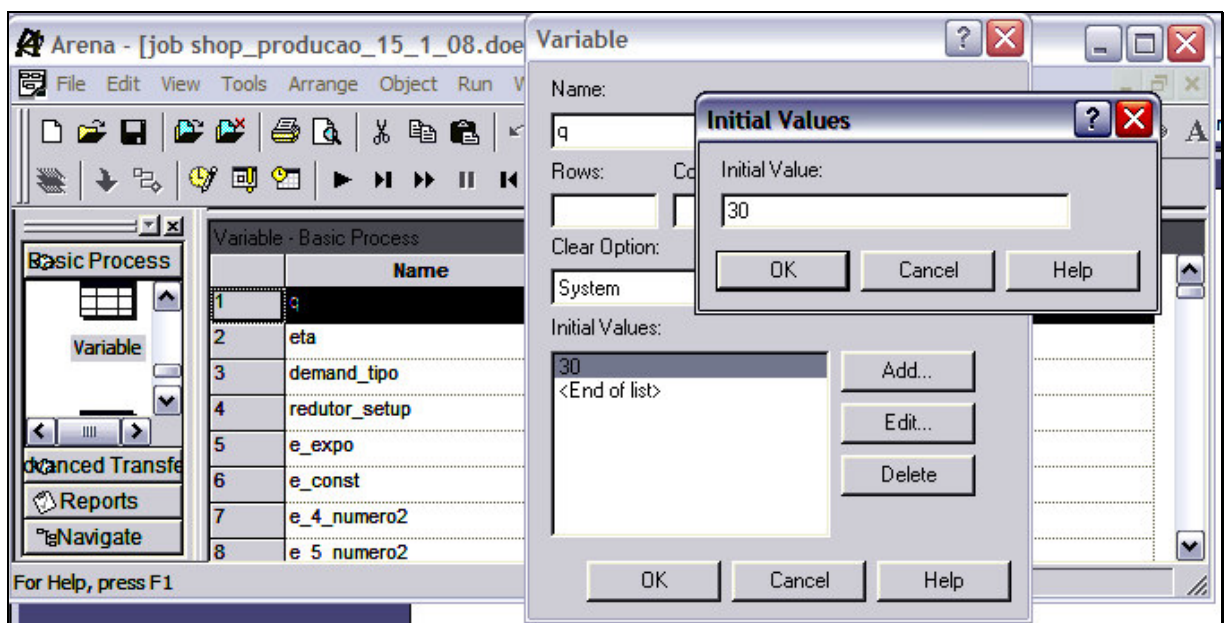 Arena - [job shop_producao_15_1_08.doe
File Edit View Tools Arrange Object Run
Basic Process
Variable
Advanced Transfe
Reports
Navigate
Variable - Basic Process
Name
1 q
2 eta
3 demand_tipo
4 redutor_setup
5 e_expo
6 e_const
7 e_4_numero2
8 e_5_numero2
For Help, press F1
Variable
Name:
q
Rows:
Clear Option:
System
Initial Values:
30
<End of list>
Add...
Edit...
Delete
OK Cancel Help
Initial Values
Initial Value:
30
OK Cancel Help